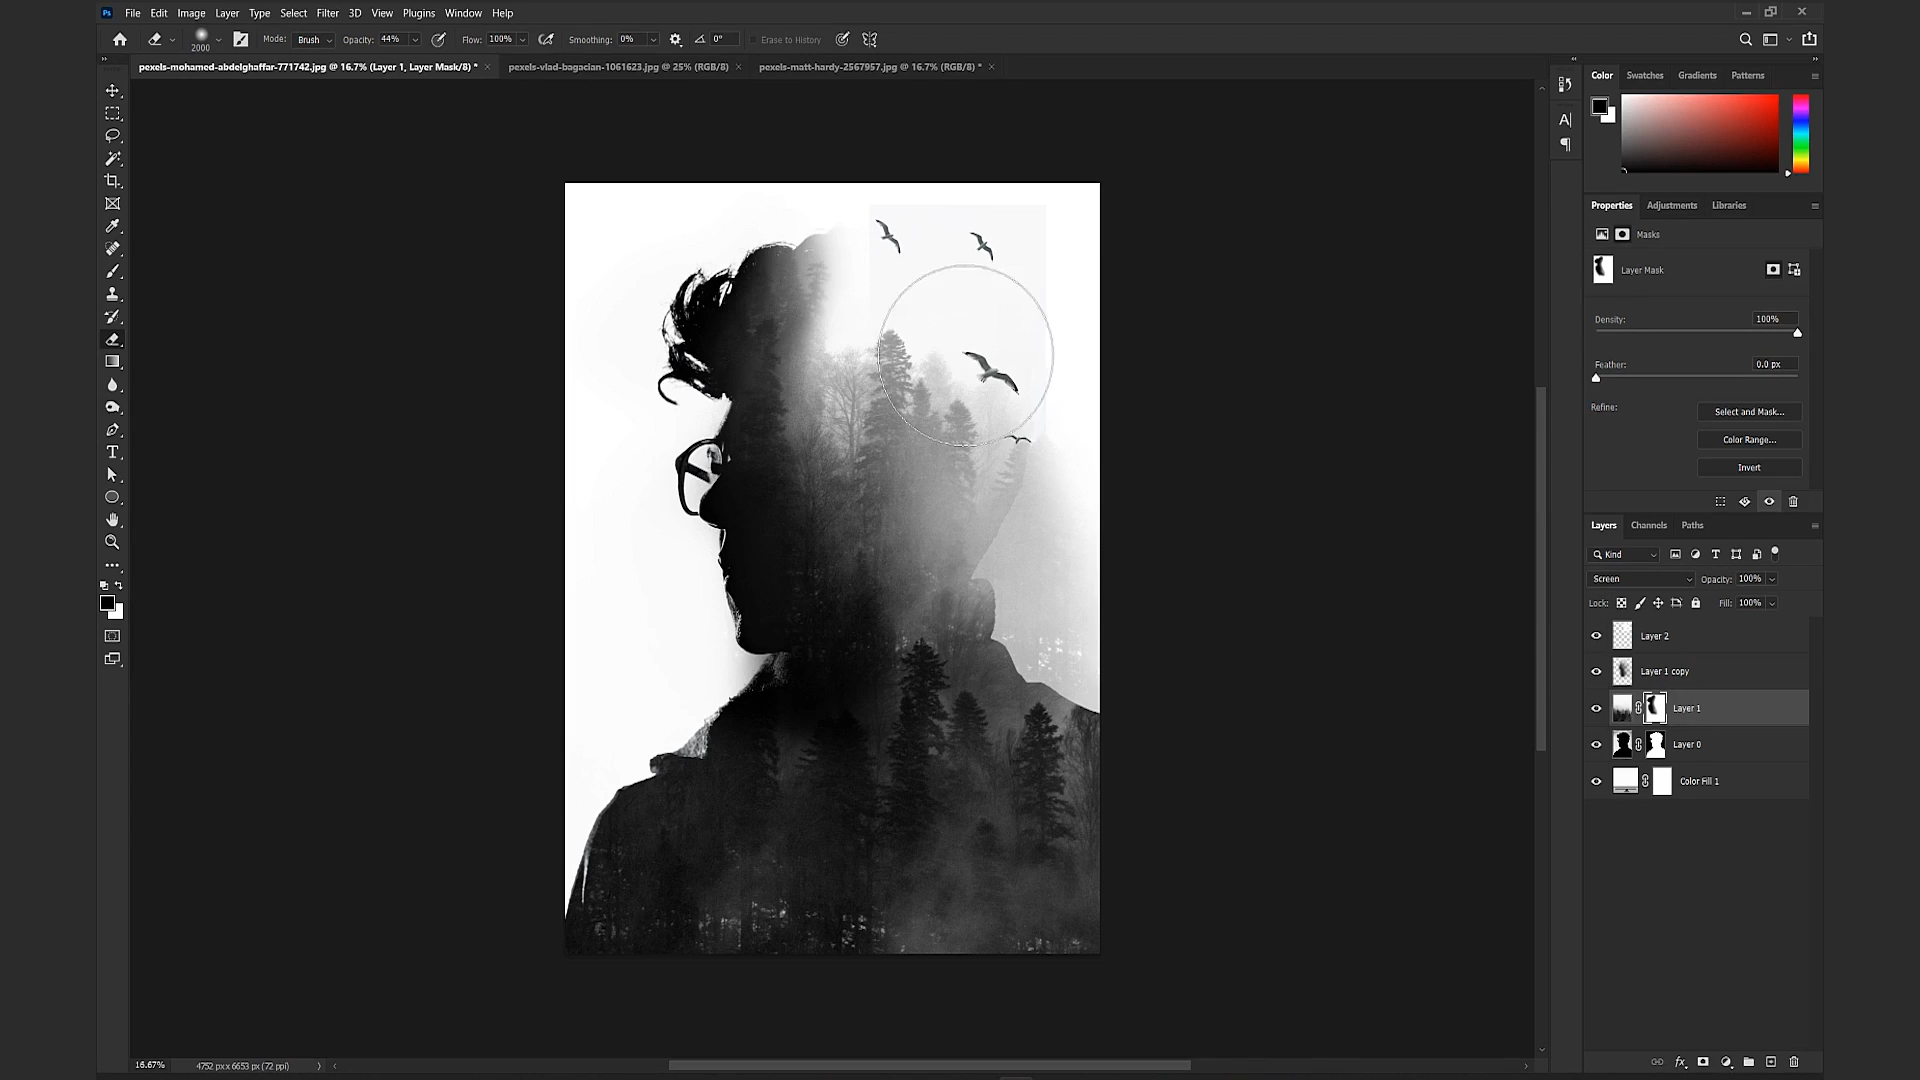 Ps File Edit Image Layer Type Select Filter 3D View Plugins Window Help
2000 Mode: Brush Opacity: 44% Flow: 100% Smoothing: 0% 0° Erase to History
pexels-mohamed-abdelghaffar-771742.jpg @ 16.7% (Layer 1, Layer Mask/8) * × pexels-vlad-bagacian-1061623.jpg @ 25% (RGB/8) × pexels-matt-hardy-2567957.jpg @ 16.7% (RGB/8) * ×
Color Swatches Gradients Patterns
Properties Adjustments Libraries
Masks
Layer Mask
Density: 100%
Feather: 0.0 px
Refine: Select and Mask...
Color Range...
Invert
Layers Channels Paths
Kind
Screen Opacity: 100%
Lock: Fill: 100%
Layer 2
Layer 1 copy
Layer 1
Layer 0
Color Fill 1
fx
16.67% 4752 px x 6653 px (72 ppi)